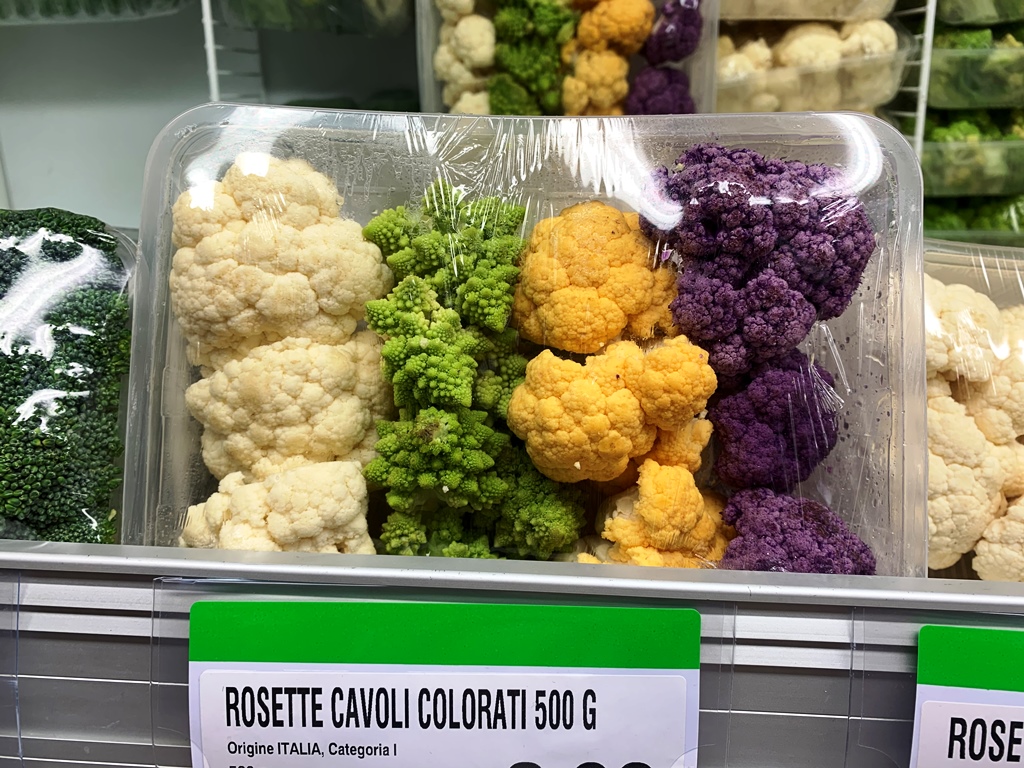 ROSETTE CAVOLI COLORATI 500 G
Origine ITALIA, Categoria I
ROSE